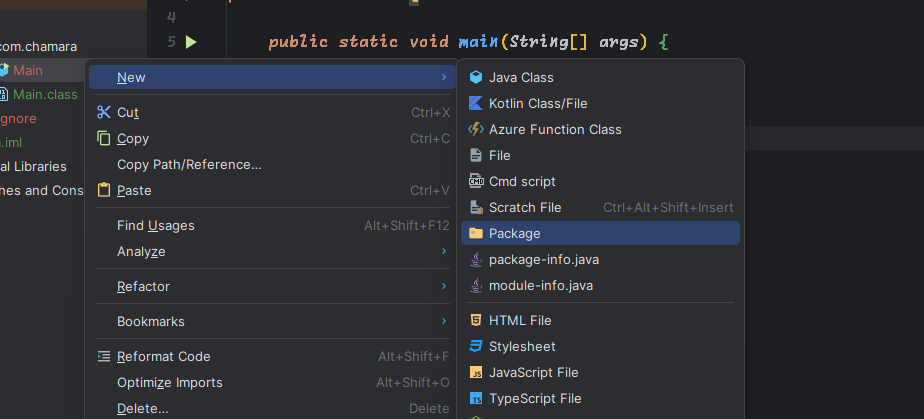 4
5 public static void main(String[] args) {
com.chamara
Main
Main.class
gnore
.iml
al Libraries
hes and Cons
New
Cut Ctrl+X
Copy Ctrl+C
Copy Path/Reference...
Paste Ctrl+V
Find Usages Alt+Shift+F12
Analyze
Refactor
Bookmarks
Reformat Code Alt+Shift+F
Optimize Imports Alt+Shift+O
Delete... Delete
Java Class
Kotlin Class/File
Azure Function Class
File
Cmd script
Scratch File Ctrl+Alt+Shift+Insert
Package
package-info.java
module-info.java
HTML File
Stylesheet
JavaScript File
TypeScript File